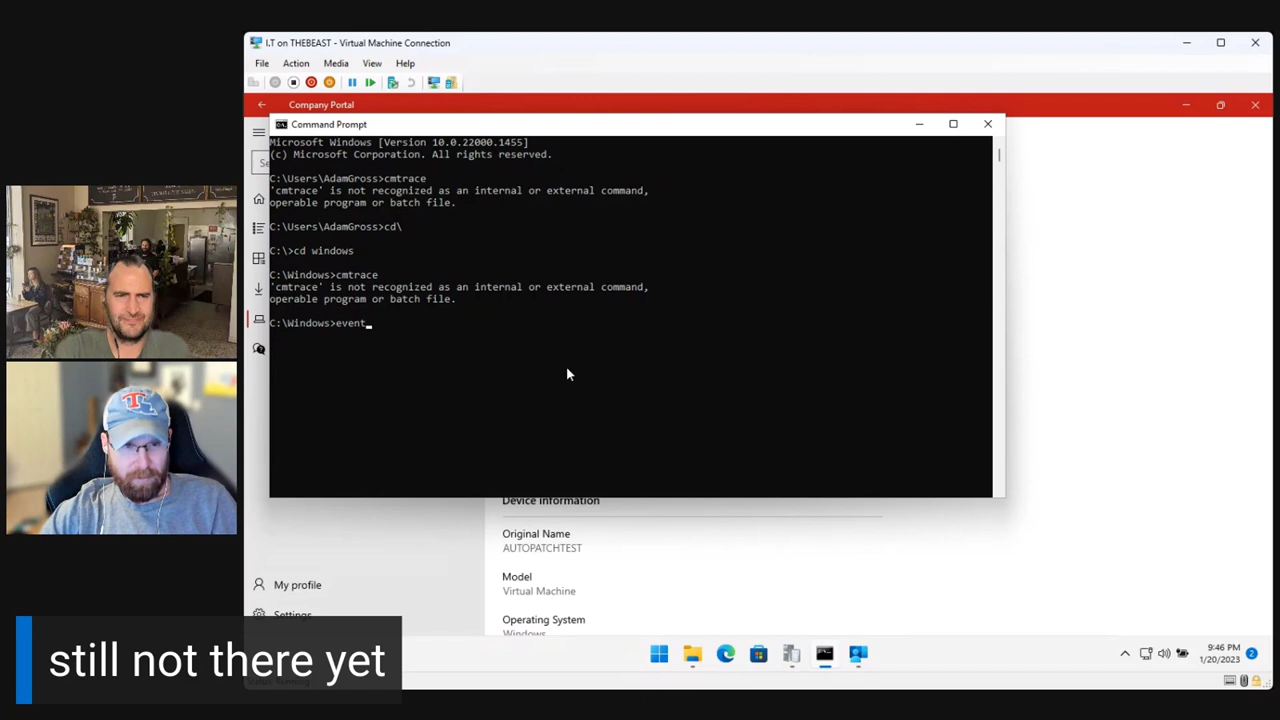 I.T on THEBEAST - Virtual Machine Connection
File Action Media View Help
Company Portal
Command Prompt
Microsoft Windows [Version 10.0.22000.1455]
(c) Microsoft Corporation. All rights reserved.
C:\Users\AdamGross>cmtrace
'cmtrace' is not recognized as an internal or external command,
operable program or batch file.
C:\Users\AdamGross>cd\
C:\>cd windows
C:\Windows>cmtrace
'cmtrace' is not recognized as an internal or external command,
operable program or batch file.
C:\Windows>event
Device Information
Original Name
AUTOPATCHTEST
Model
Virtual Machine
Operating System
Windows
My profile
Settings
still not there yet
9:46 PM
1/20/2023
2
T